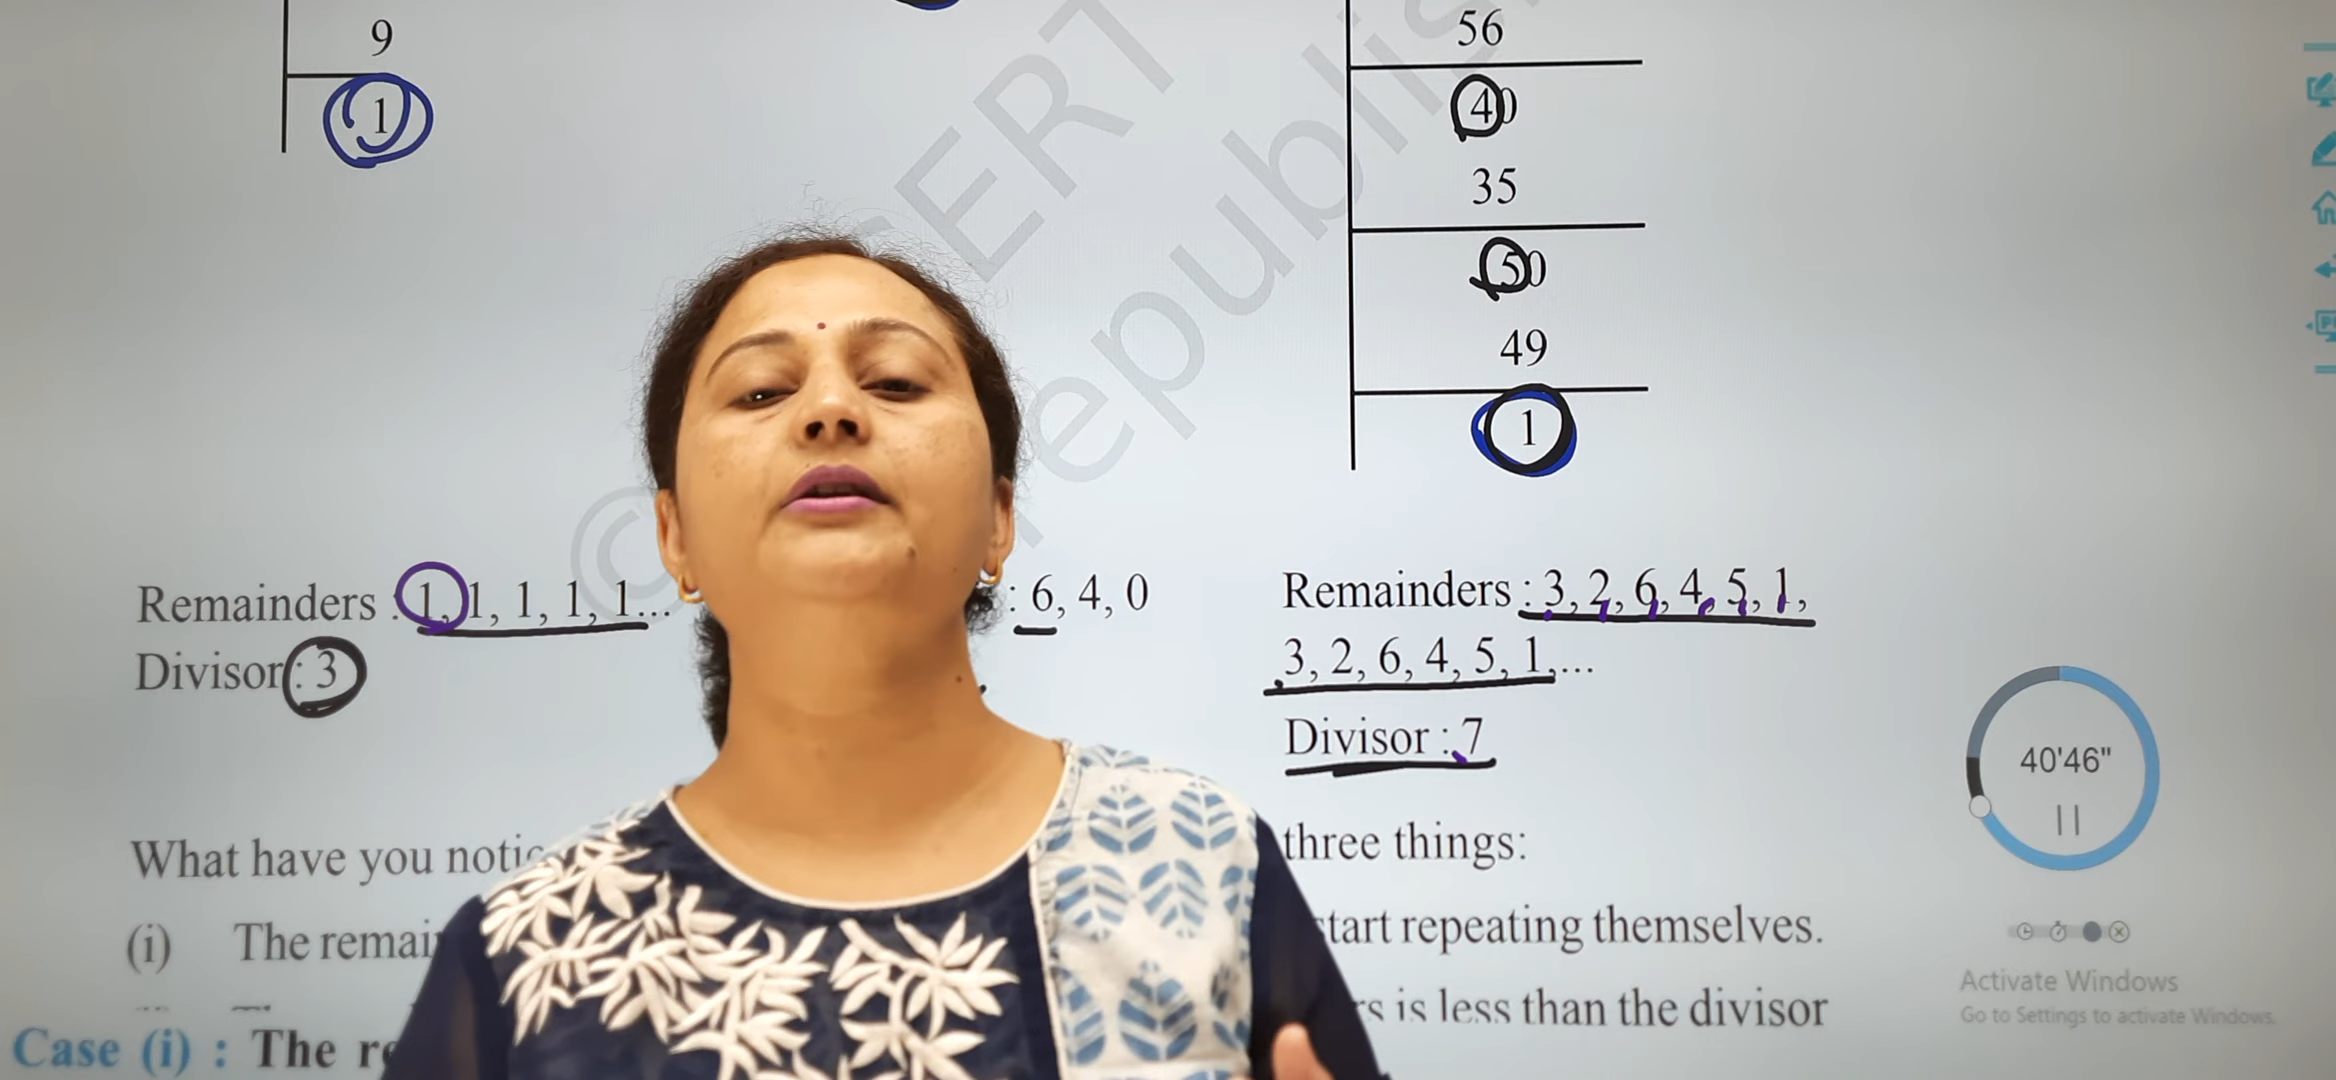 9
1
56
40
35
50
49
1
© ERT
republis
Remainders : 1, 1, 1, 1, 1...
Divisor : 3
: 6, 4, 0
Remainders : 3, 2, 6, 4, 5, 1,
3, 2, 6, 4, 5, 1,...
Divisor : 7
What have you notic
three things:
(i) The remai
start repeating themselves.
rs is less than the divisor
Case (i) : The re
40'46"
Activate Windows
Go to Settings to activate Windows.